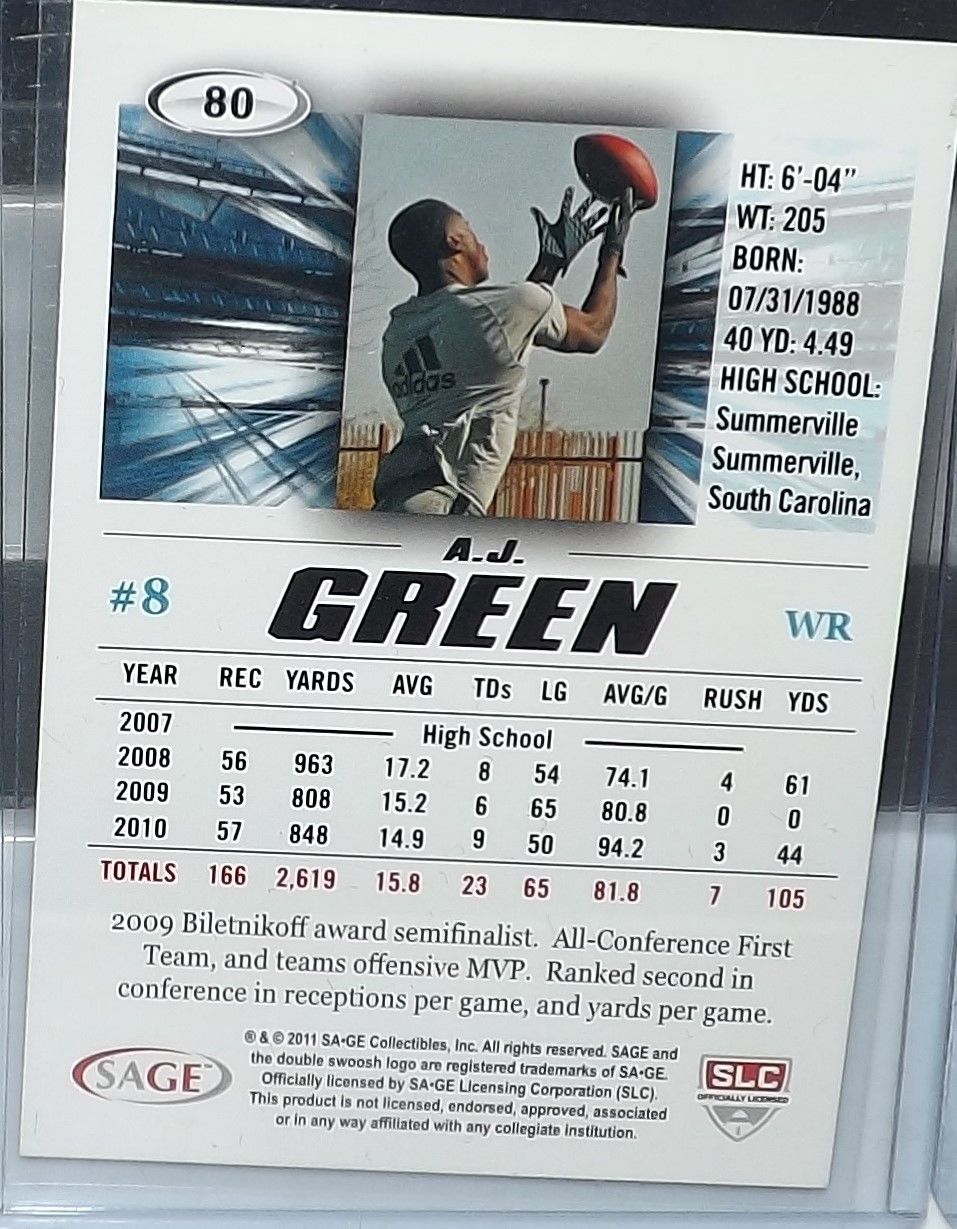 80
HT: 6'-04"
WT: 205
BORN:
07/31/1988
40 YD: 4.49
HIGH SCHOOL:
Summerville
Summerville,
South Carolina
adidas
A.J.
GREEN
#8
WR
YEAR REC YARDS AVG TDs LG AVG/G RUSH YDS
2007 High School
2008 56 963 17.2 8 54 74.1 4 61
2009 53 808 15.2 6 65 80.8 0 0
2010 57 848 14.9 9 50 94.2 3 44
TOTALS 166 2,619 15.8 23 65 81.8 7 105
2009 Biletnikoff award semifinalist. All-Conference First
Team, and teams offensive MVP. Ranked second in
conference in receptions per game, and yards per game.
® & © 2011 SA•GE Collectibles, Inc. All rights reserved. SAGE and
the double swoosh logo are registered trademarks of SA•GE.
Officially licensed by SA•GE Licensing Corporation (SLC).
This product is not licensed, endorsed, approved, associated
or in any way affiliated with any collegiate institution.
SAGE™
SLC
OFFICIALLY LICENSED